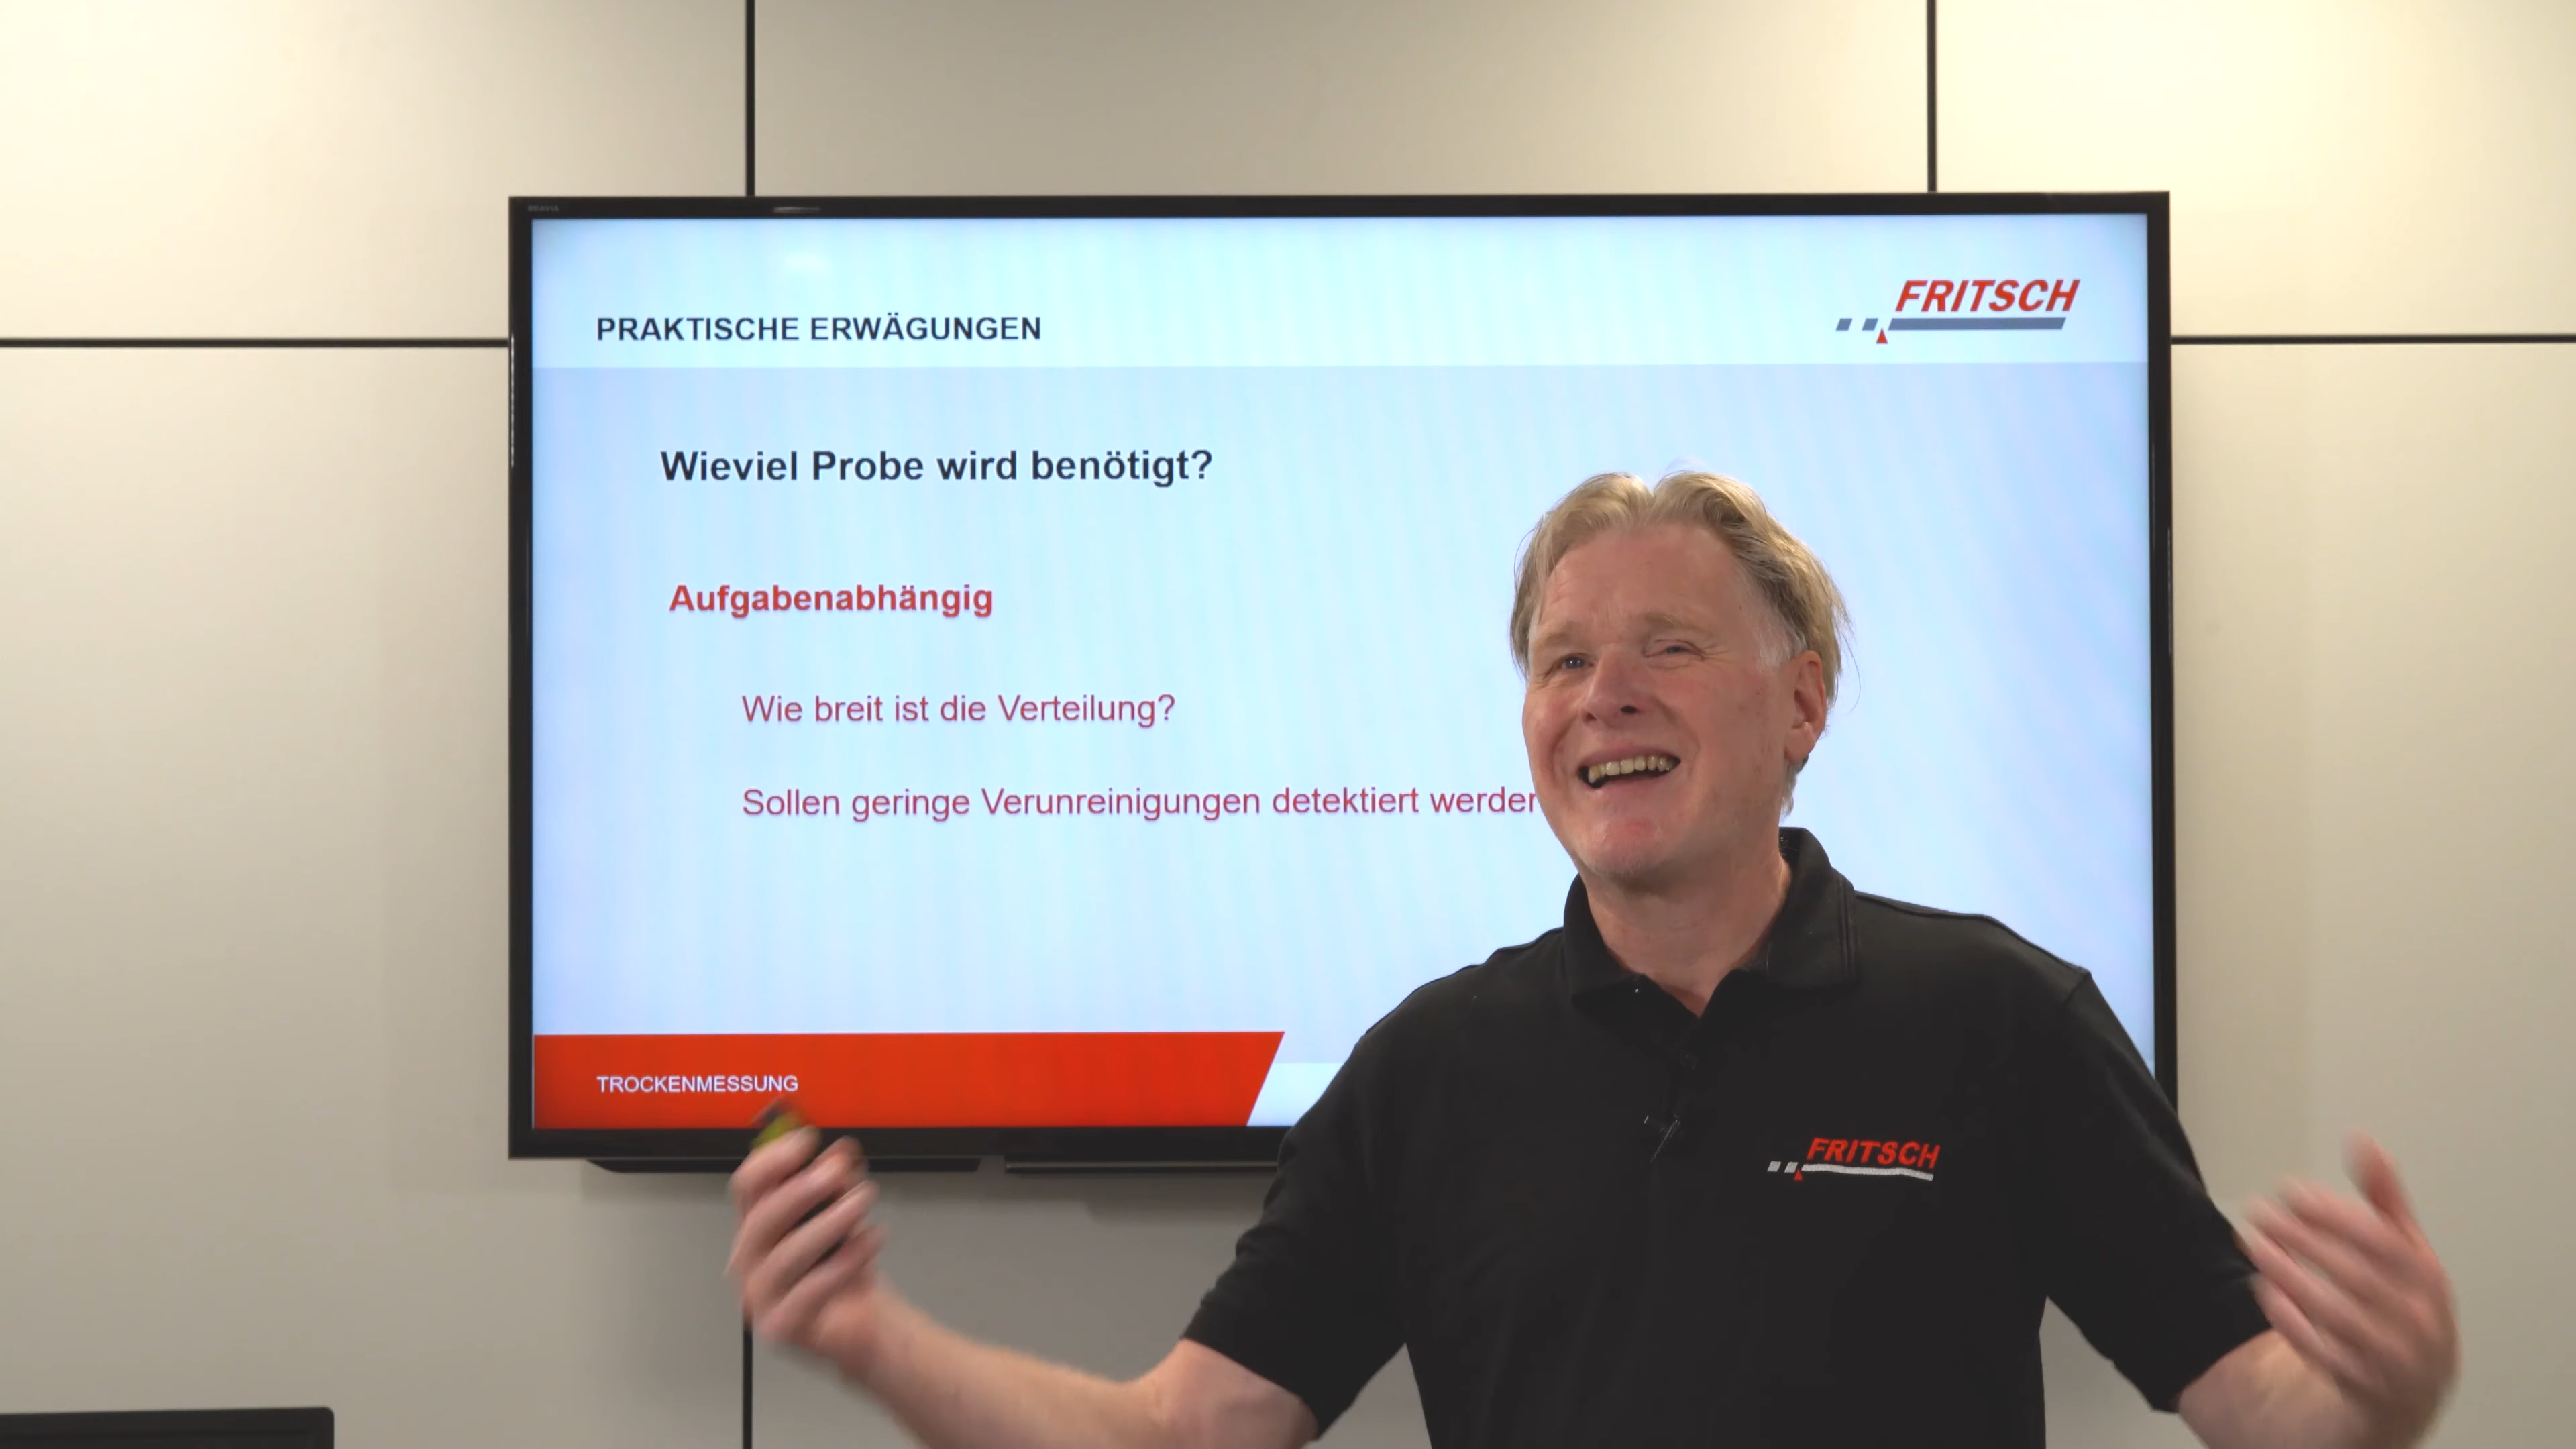 BRAVIA
FRITSCH
PRAKTISCHE ERWÄGUNGEN
Wieviel Probe wird benötigt?
Aufgabenabhängig
Wie breit ist die Verteilung?
Sollen geringe Verunreinigungen detektiert werden
TROCKENMESSUNG
FRITSCH